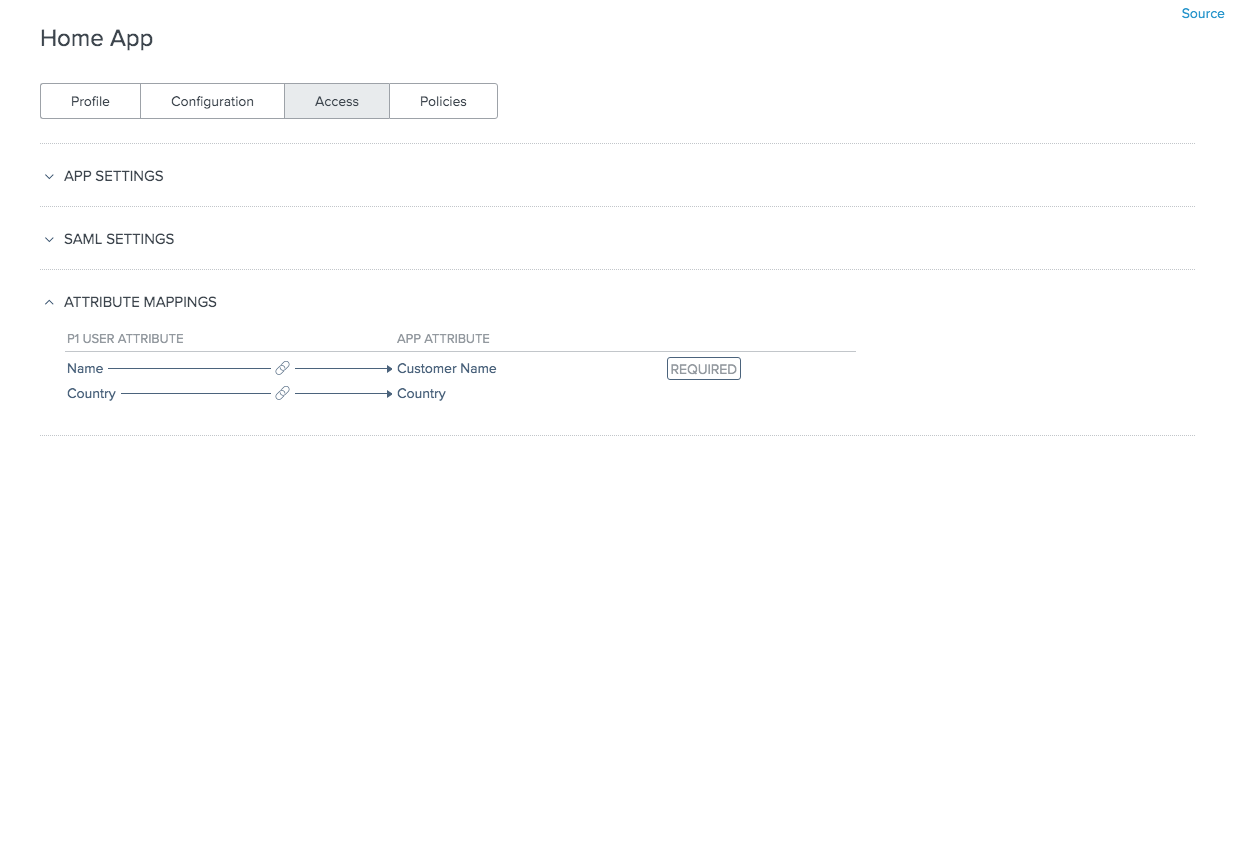 Source
Home App
Profile Configuration Access Policies
APP SETTINGS
SAML SETTINGS
ATTRIBUTE MAPPINGS
P1 USER ATTRIBUTE APP ATTRIBUTE
Name Customer Name REQUIRED
Country Country